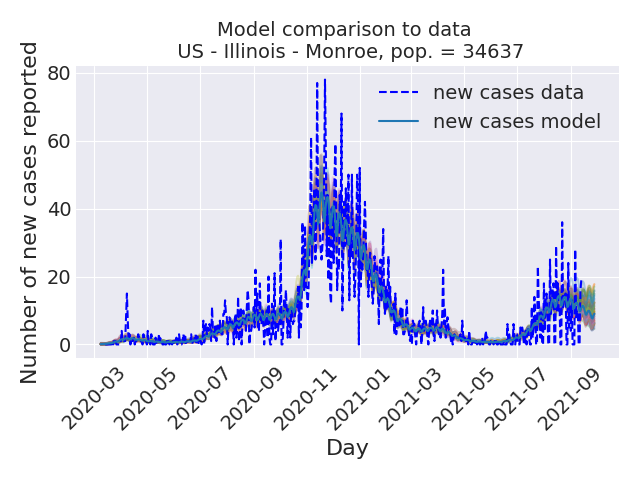 Model comparison to data
US - Illinois - Monroe, pop. = 34637
Number of new cases reported
80
60
40
20
0
new cases data
new cases model
2020-03
2020-05
2020-07
2020-09
2020-11
2021-01
2021-03
2021-05
2021-07
2021-09
Day